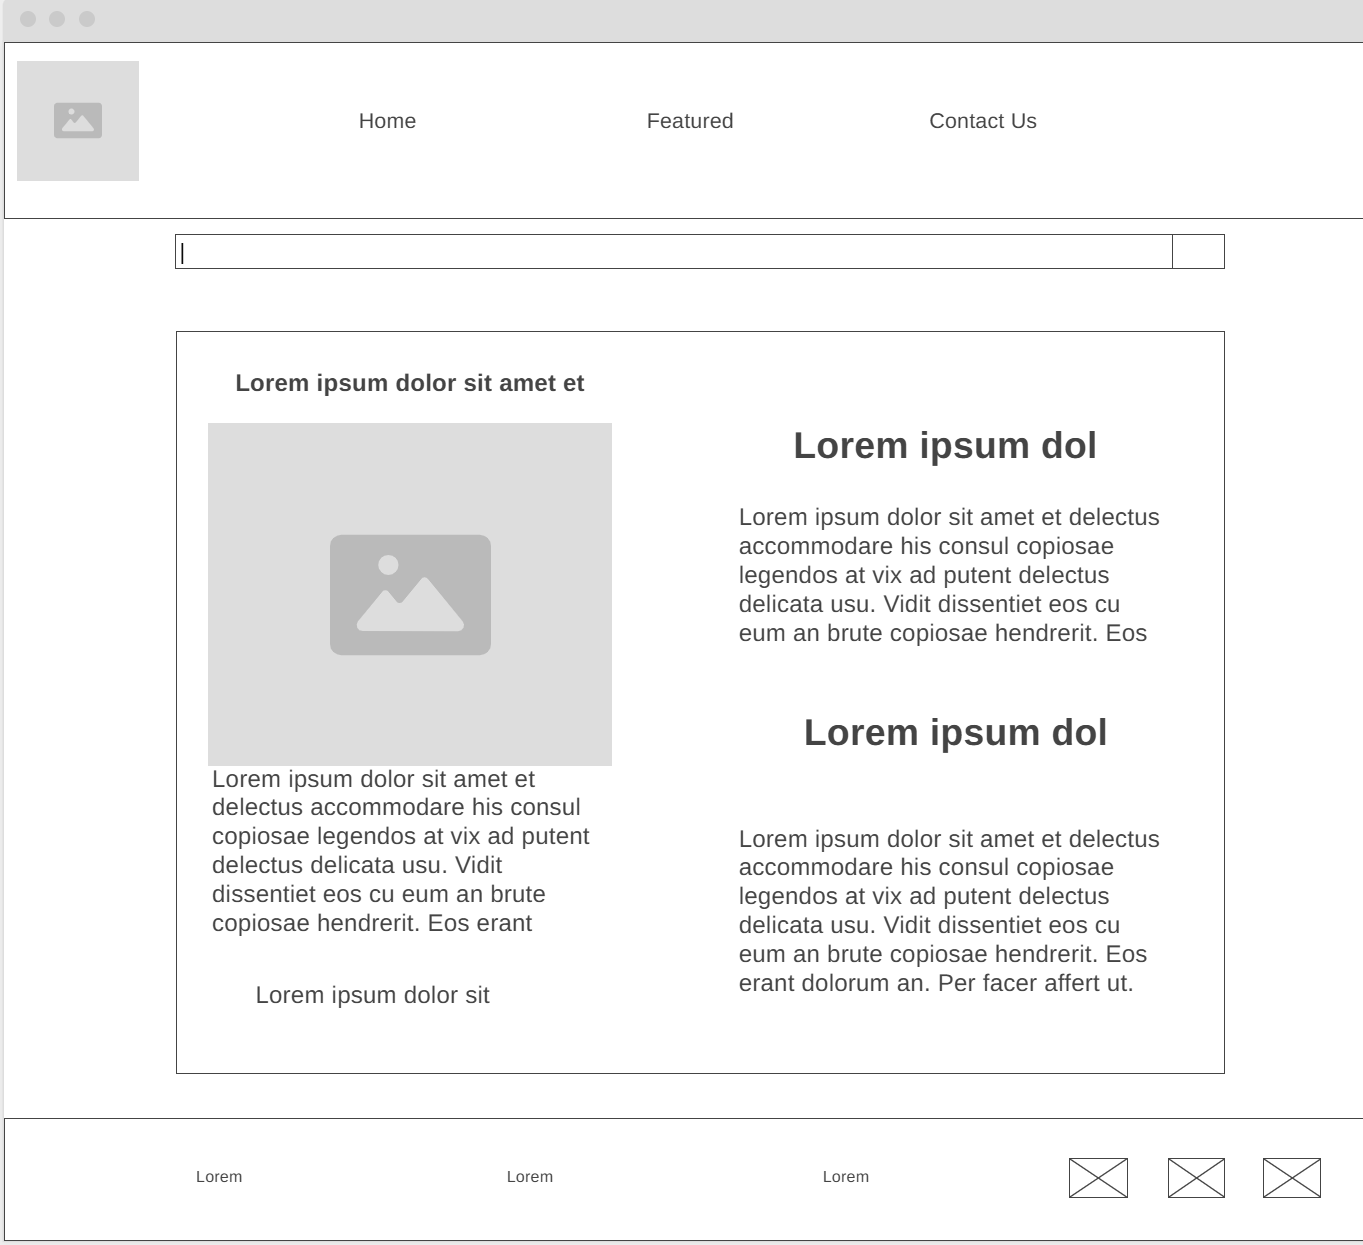 Home
Featured
Contact Us
Lorem ipsum dolor sit amet et
Lorem ipsum dolor sit amet et
delectus accommodare his consul
copiosae legendos at vix ad putent
delectus delicata usu. Vidit
dissentiet eos cu eum an brute
copiosae hendrerit. Eos erant
Lorem ipsum dolor sit
Lorem ipsum dol
Lorem ipsum dolor sit amet et delectus
accommodare his consul copiosae
legendos at vix ad putent delectus
delicata usu. Vidit dissentiet eos cu
eum an brute copiosae hendrerit. Eos
Lorem ipsum dol
Lorem ipsum dolor sit amet et delectus
accommodare his consul copiosae
legendos at vix ad putent delectus
delicata usu. Vidit dissentiet eos cu
eum an brute copiosae hendrerit. Eos
erant dolorum an. Per facer affert ut.
Lorem
Lorem
Lorem